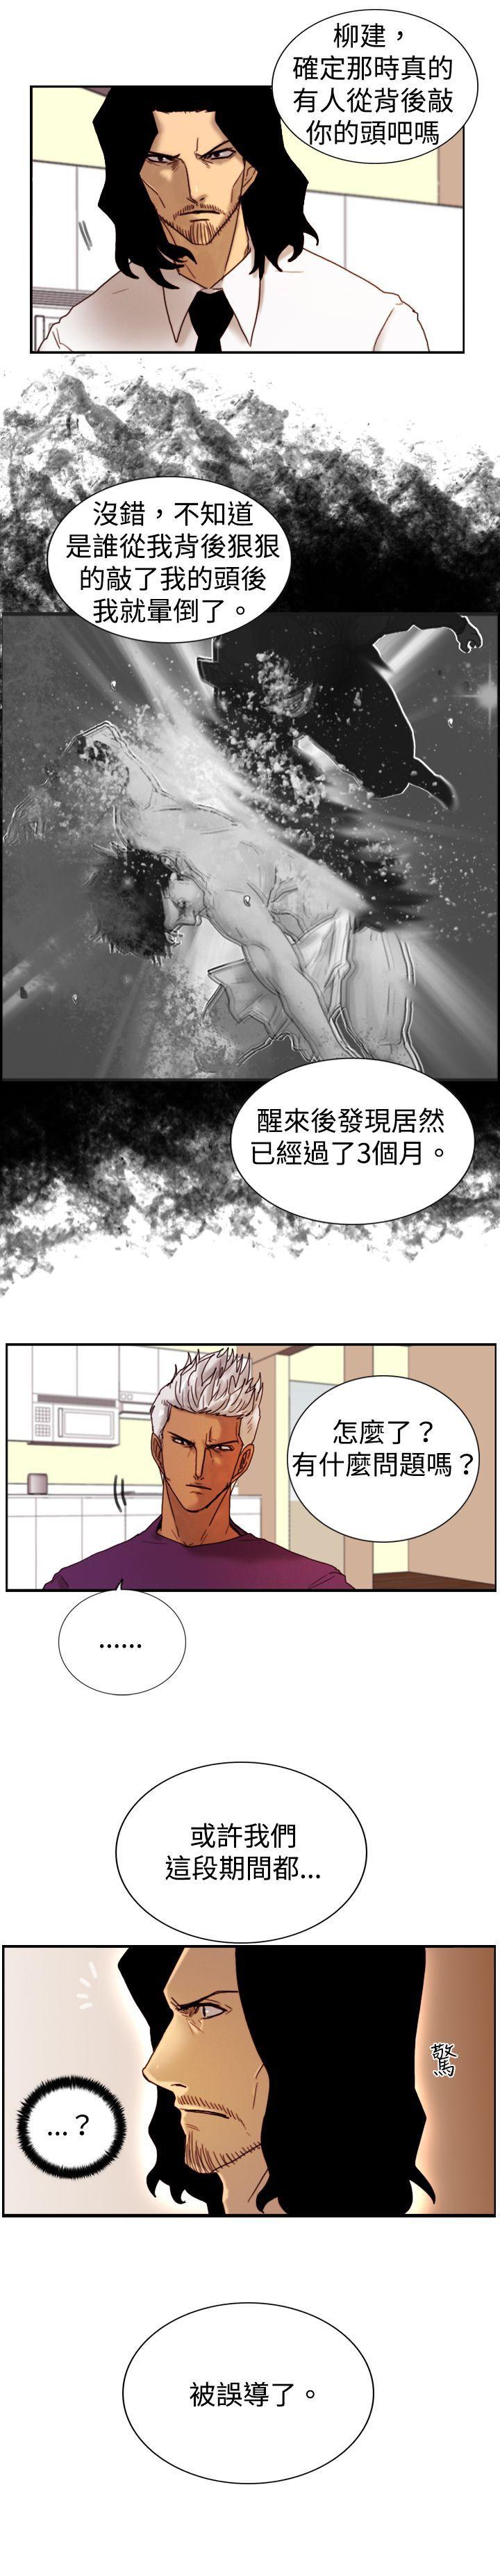 柳建，
確定那時真的
有人從背後敲
你的頭吧嗎
沒錯，不知道
是誰從我背後狠狠
的敲了我的頭後
我就暈倒了。
醒來後發現居然
已經過了3個月。
怎麼了？
有什麼問題嗎？
......
或許我們
這段期間都...
驚
...？
被誤導了。